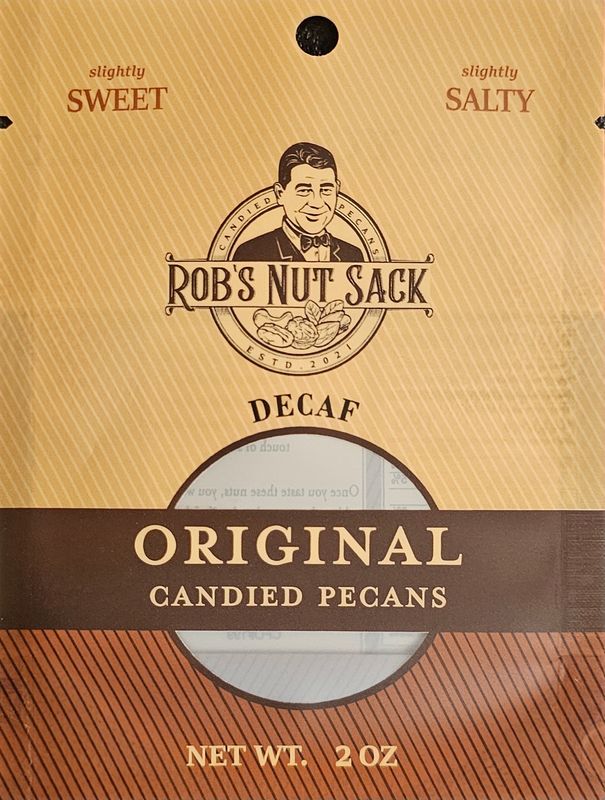 slightly
SWEET
slightly
SALTY
CANDIED PECANS
ROB'S NUT SACK
ESTD. 2021
DECAF
touch
Once you taste these nuts, you
ORIGINAL
CANDIED PECANS
NET WT. 2 OZ